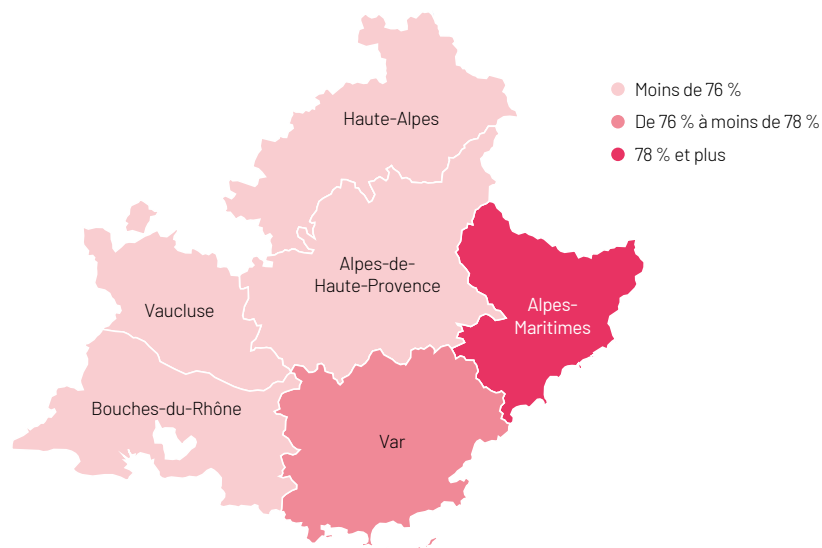 Moins de 76 %
De 76 % à moins de 78 %
78 % et plus
Haute-Alpes
Alpes-de-
Haute-Provence
Alpes-
Maritimes
Vaucluse
Bouches-du-Rhône
Var